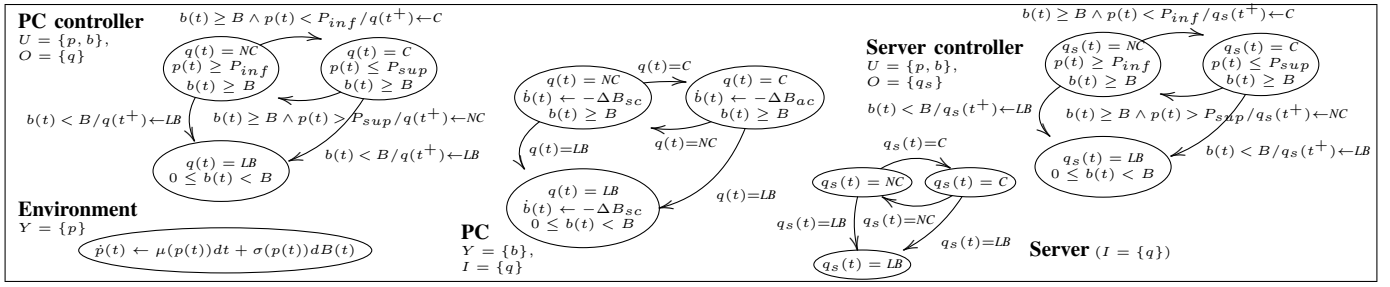 PC controller
U = {p, b},
O = {q}
b(t) ≥ B ∧ p(t) < P_inf/q(t⁺)←C
q(t) = NC
p(t) ≥ P_inf
b(t) ≥ B
q(t) = C
p(t) ≤ P_sup
b(t) ≥ B
b(t) < B/q(t⁺)←LB
b(t) ≥ B ∧ p(t) > P_sup/q(t⁺)←NC
b(t) < B/q(t⁺)←LB
q(t) = LB
0 ≤ b(t) < B
Environment
Y = {p}
ṗ(t) ← μ(p(t))dt + σ(p(t))dB(t)
q(t) = NC
ḃ(t) ← −ΔB_sc
b(t) ≥ B
q(t)=C
q(t) = C
ḃ(t) ← −ΔB_ac
b(t) ≥ B
q(t)=LB
q(t)=NC
q(t)=LB
q(t) = LB
ḃ(t) ← −ΔB_sc
0 ≤ b(t) < B
PC
Y = {b},
I = {q}
q_s(t)=C
q_s(t) = NC
q_s(t) = C
q_s(t)=LB
q_s(t)=NC
q_s(t)=LB
q_s(t) = LB
Server (I = {q})
Server controller
U = {p, b},
O = {q_s}
b(t) ≥ B ∧ p(t) < P_inf/q_s(t⁺)←C
q_s(t) = NC
p(t) ≥ P_inf
b(t) ≥ B
q_s(t) = C
p(t) ≤ P_sup
b(t) ≥ B
b(t) < B/q_s(t⁺)←LB
b(t) ≥ B ∧ p(t) > P_sup/q_s(t⁺)←NC
b(t) < B/q_s(t⁺)←LB
q_s(t) = LB
0 ≤ b(t) < B